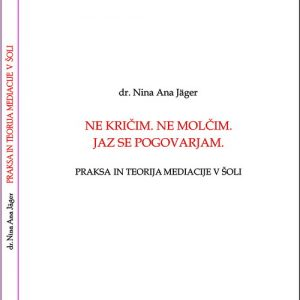 dr. Nina Ana Jäger
NE KRIČIM. NE MOLČIM.
JAZ SE POGOVARJAM.
PRAKSA IN TEORIJA MEDIACIJE V ŠOLI
dr. Nina Ana Jäger PRAKSA IN TEORIJA MEDIACIJE V ŠOLI